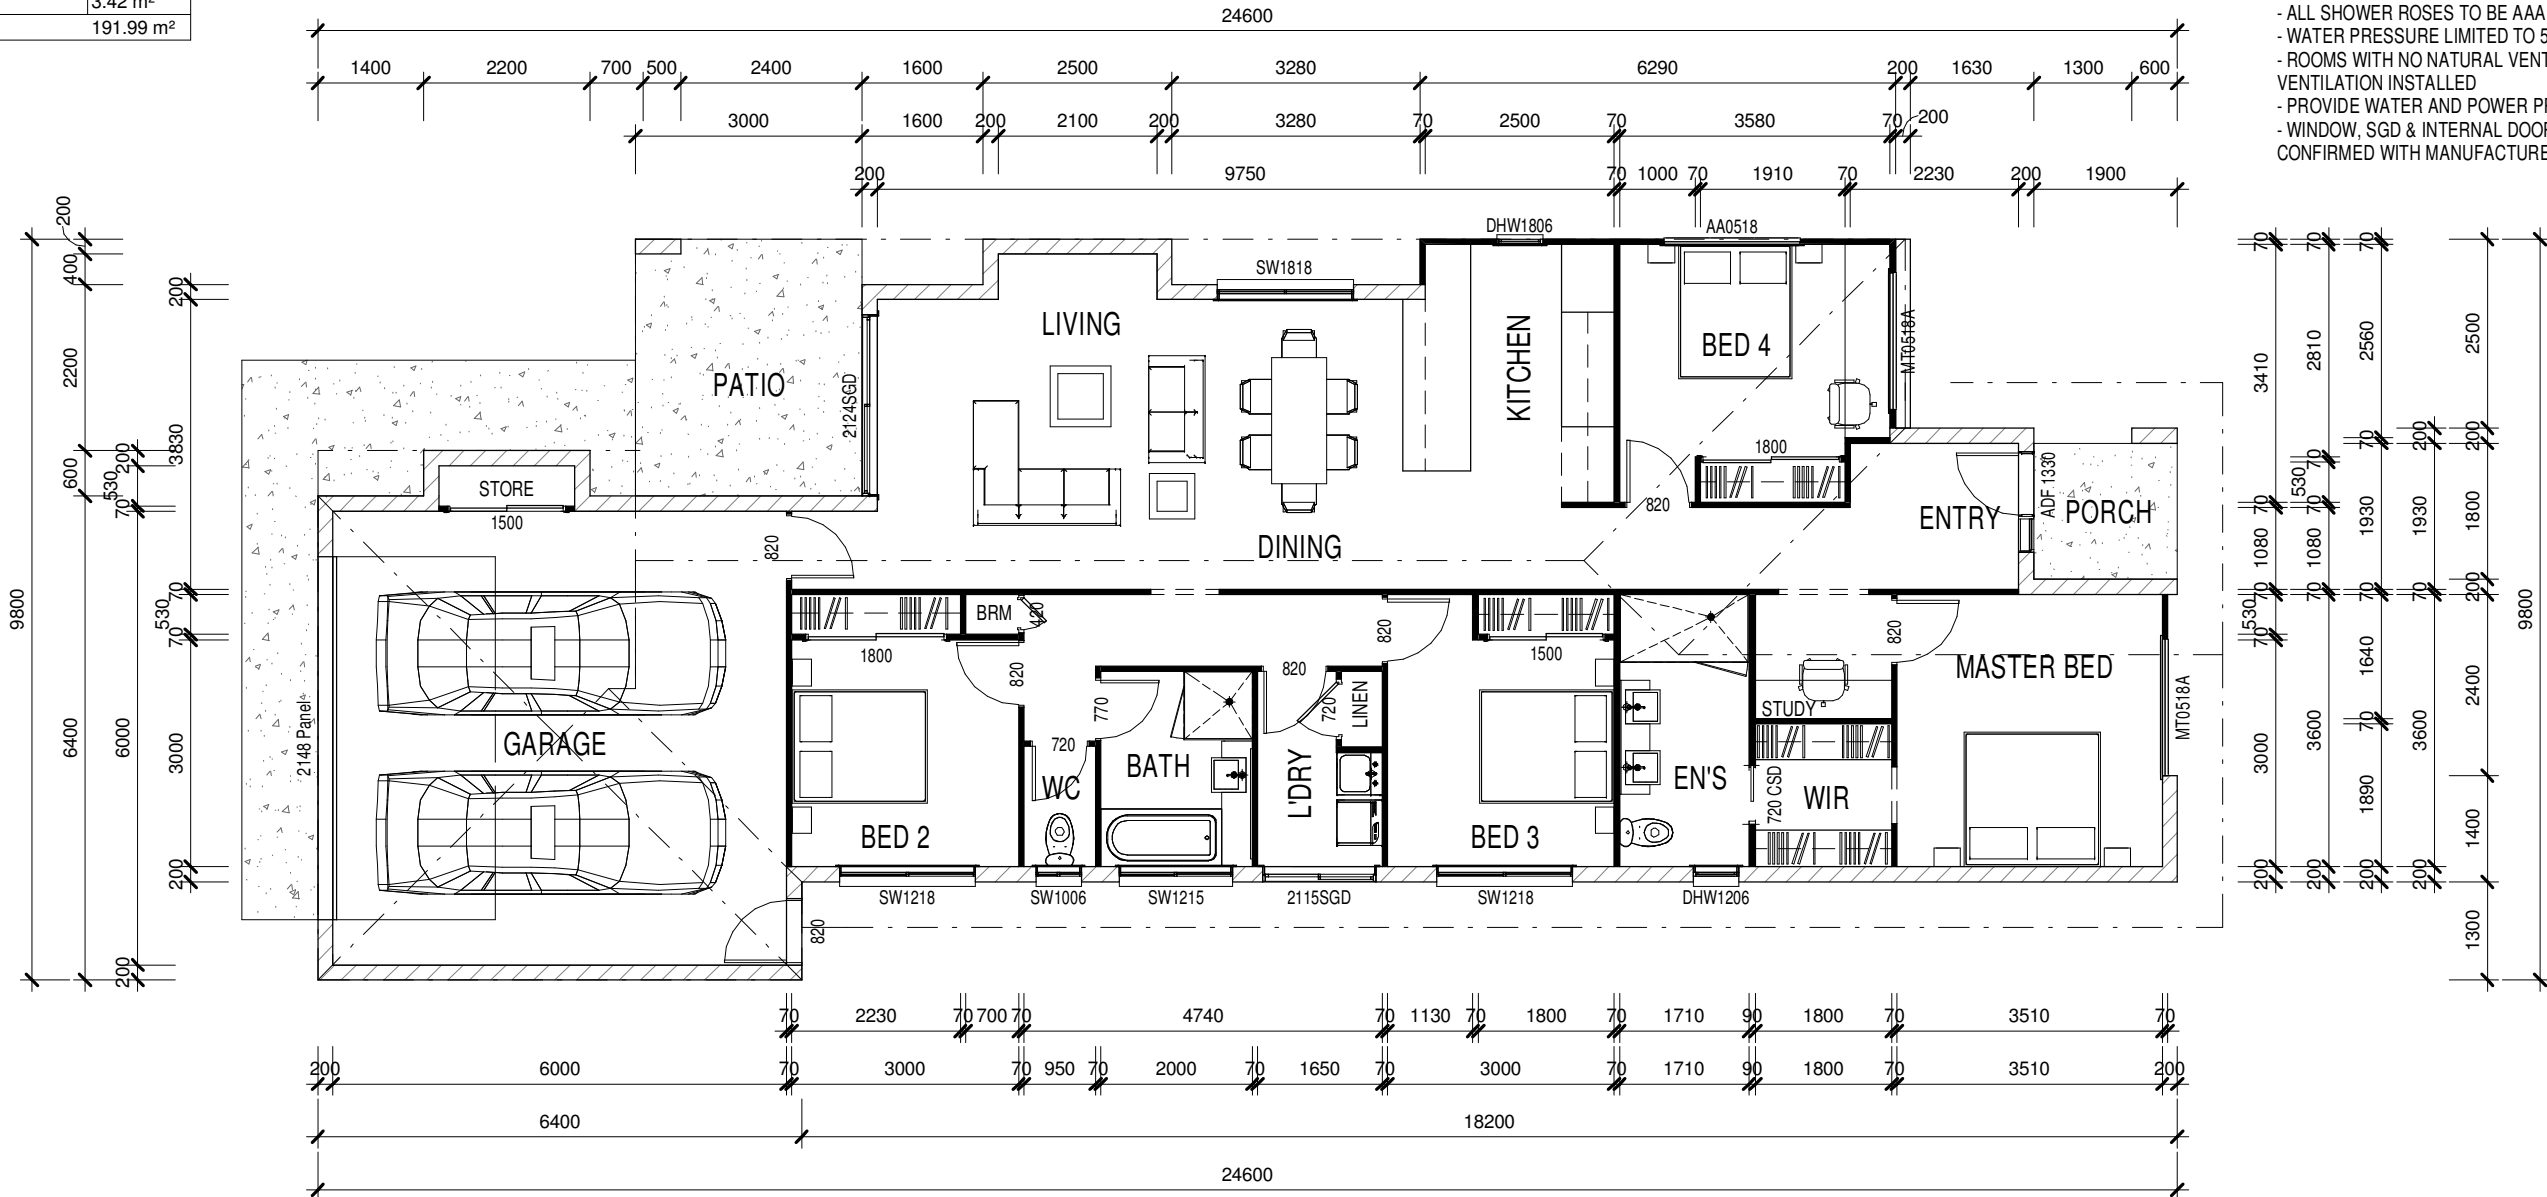 3.42 m²
191.99 m²
- ALL SHOWER ROSES TO BE AAA
- WATER PRESSURE LIMITED TO 5
- ROOMS WITH NO NATURAL VENT
VENTILATION INSTALLED
- PROVIDE WATER AND POWER
- WINDOW, SGD & INTERNAL DOOR
CONFIRMED WITH MANUFACTURE
24600
1400 2200 700 500 2400 1600 2500 3280 6290 200 1630 1300 600
3000 1600 200 2100 200 3280 70 2500 70 3580 70 200
200 9750 70 1000 70 1910 70 2230 200 1900
9800
200 400 2200 600 6400
200 530 70 6000 200
200 3830 70 530 70 3000 200
DHW1806
AA0518
SW1818
LIVING
KITCHEN
BED 4
MT0518A
PATIO
2124SGD
1800
STORE
1500
820
820
DINING
ENTRY
ADF 1330
PORCH
BRM
420
1800
820
820
1500
820
MASTER BED
820
770
720
LINEN
STUDY
MT0518A
2148 Panel
GARAGE
720
WC
BATH
L'DRY
EN'S
720 CSD
WIR
BED 2
BED 3
SW1218
SW1006
SW1215
2115SGD
SW1218
DHW1206
820
70 3410 70 1080 70 530 70 3000 200
70 2810 70 530 70 1080 70 3600 200
70 2560 70 1930 70 1640 70 1890 200
200 1930 70 3600 200
2500 200 1800 200 2400 1400 1300
9800
70 2230 70 700 70 4740 70 1130 70 1800 70 1710 90 1800 70 3510 70
200 6000 70 3000 70 950 70 2000 70 1650 70 3000 70 1710 90 1800 70 3510 200
6400 18200
24600